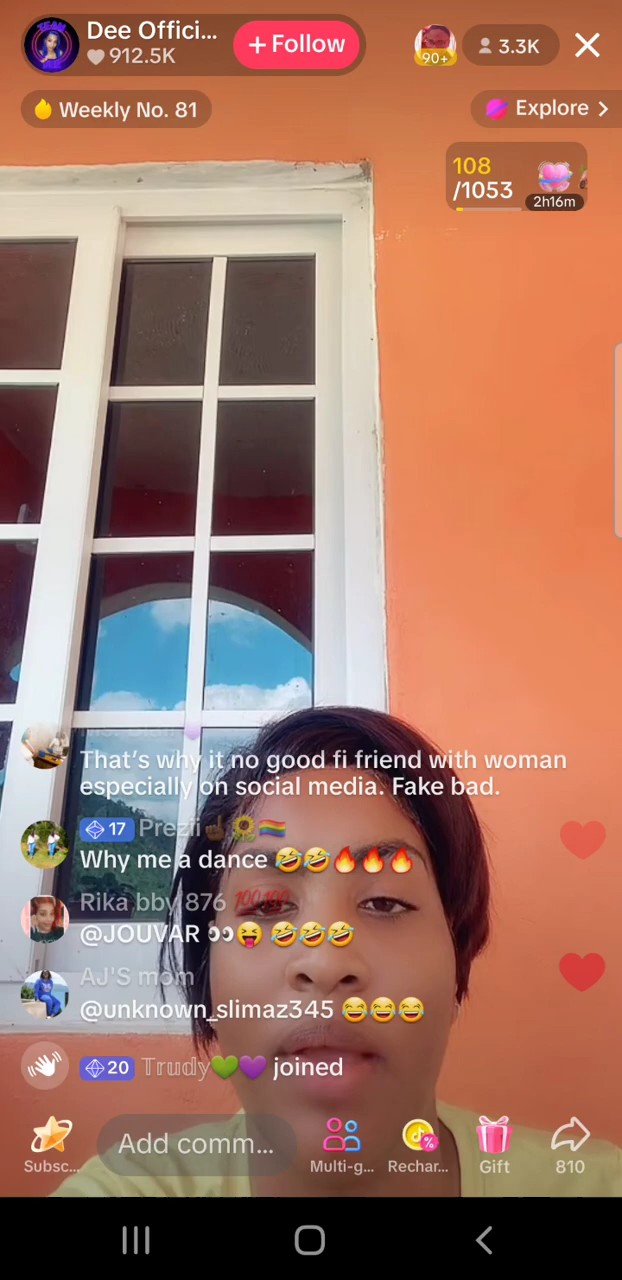 TEAM
Dee Offici...
912.5K
+ Follow
90+
3.3K
Weekly No. 81
Explore >
108
/1053
2h16m
That's why it no good fi friend with woman
especially on social media. Fake bad.
17 Prezii☝🏾🌻🏳️‍🌈
Why me a dance 🤣🤣🔥🔥🔥
Rika bby 876 💯💯
@JOUVAR 👀😝 🤣🤣🤣
AJ'S mom
@unknown_slimaz345 😂😂😂
20 𝕋𝕣𝕦𝕕𝕪💚💜 joined
Add comm...
Subsc...
Multi-g...
Rechar...
Gift
810